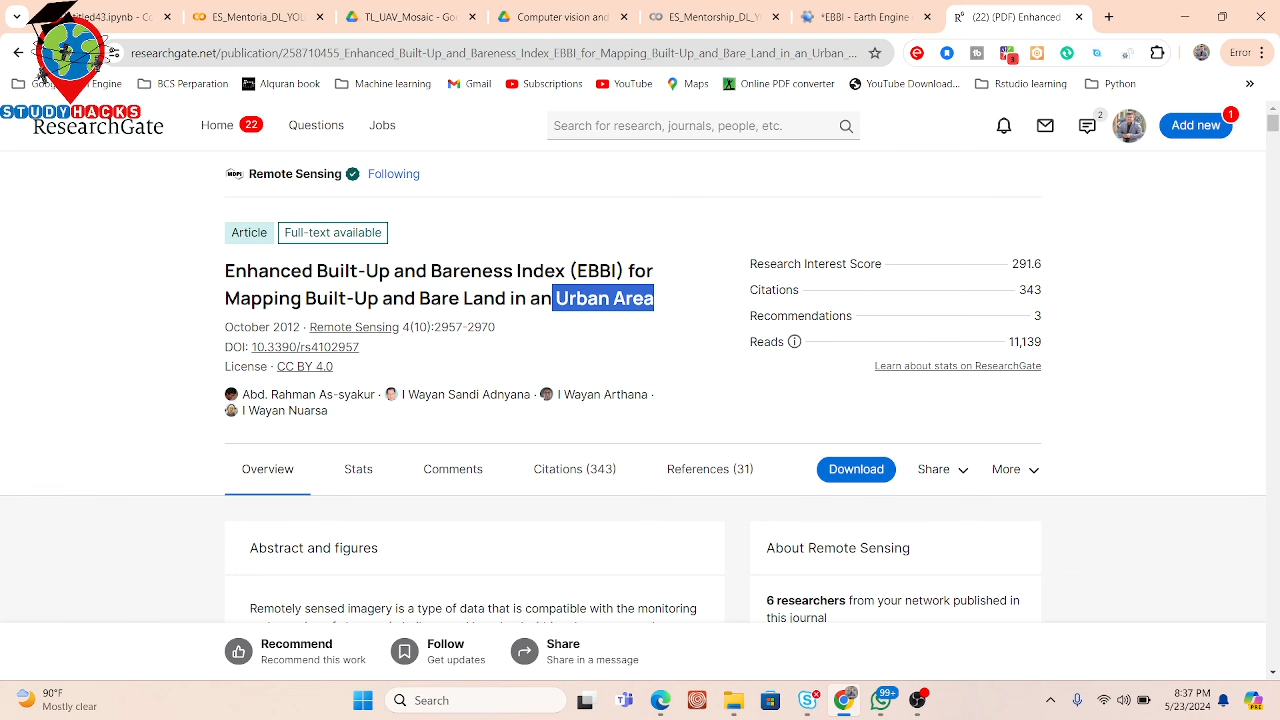 titled43.ipynb - Co
ES_Mentorie_DL_YO
TL_UAV_Mosaic - Go
Computer vision and
ES_Mentorship
*EBBI - Earth Engine
(22) (PDF) Enhanced
researchgate.net/publication/258710455_Enhanced_Built-Up_and_Bareness_Index_EBBI_for_Mapping_Built-Up_and_Bare_Land_in_an_Urban_...
Error
BCS Preparation
Alquran book
Machine learning
Gmail
Subscriptions
YouTube
Maps
Online PDF converter
YouTube Download...
Rstudio learning
Python
STUDYHACKS
ResearchGate
Home 22
Questions
Jobs
Search for research, journals, people, etc.
2
Add new
1
MDPI Remote Sensing Following
Article
Full-text available
Enhanced Built-Up and Bareness Index (EBBI) for
Mapping Built-Up and Bare Land in an Urban Area
October 2012 · Remote Sensing 4(10):2957-2970
DOI: 10.3390/rs4102957
License · CC BY 4.0
Abd. Rahman As-syakur · I Wayan Sandi Adnyana · I Wayan Arthana ·
I Wayan Nuarsa
Research Interest Score 291.6
Citations 343
Recommendations 3
Reads 11,139
Learn about stats on ResearchGate
Overview
Stats
Comments
Citations (343)
References (31)
Download
Share
More
Abstract and figures
Remotely sensed imagery is a type of data that is compatible with the monitoring
About Remote Sensing
6 researchers from your network published in
this journal
Recommend
Recommend this work
Follow
Get updates
Share
Share in a message
90°F
Mostly clear
Search
99+
8:37 PM
5/23/2024